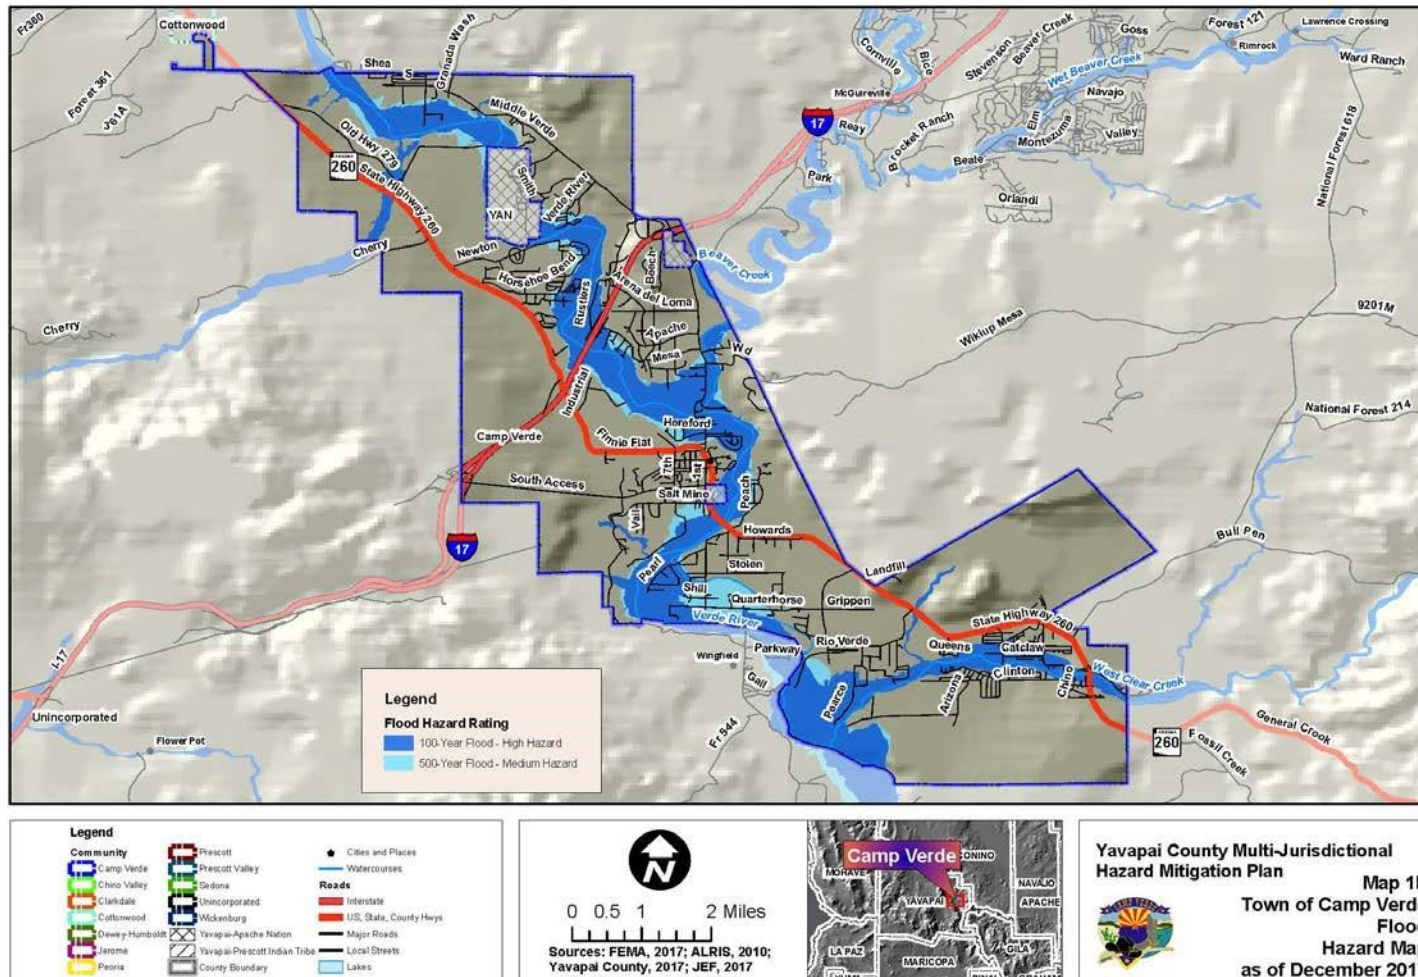 Cottonwood
Fr360
Forest 361
J61A
Shea
S
Granada Wash
Middle Verde
Old Hwy 279
260
State Highway 260
YAN
Smith
Verde River
Cherry
Newton
Horsehoe Bend
Rustlers
Arena del Loma
Beech
Apache
Mesa
Wd
Industrial
Cherry
Camp Verde
Finnie Flat
Hereford
7th
1st
South Access
Salt Mine
Peach
Vail
Howards
17
Pearl
Stolen
Shill
Quarterhorse
Grippen
Landfill
Verde River
Wingfield
Parkway
Rio Verde
Gail
Fr 544
Pearce
Queens
State Highway 260
Catclaw
Clinton
Arizona
Chino
West Clear Creek
260
Fossil Creek
General Crook
I-17
Unincorporated
Flower Pot
Cornville
Bice
Stevenson
Beaver Creek
Goss
Forest 121
Lawrence Crossing
Rimrock
Ward Ranch
McGuireville
17
Reay
Brocket Ranch
Wet Beaver Creek
Navajo
Elm
Montezuma
Valley
Beale
Park
Orlandi
National Forest 618
Beaver Creek
Wikiup Mesa
9201M
National Forest 214
Bull Pen
Legend
Flood Hazard Rating
100-Year Flood - High Hazard
500-Year Flood - Medium Hazard
Legend
Community
Camp Verde
Chino Valley
Clarkdale
Cottonwood
Dewey-Humboldt
Jerome
Peoria
Prescott
Prescott Valley
Sedona
Unincorporated
Wickenburg
Yavapai-Apache Nation
Yavapai-Prescott Indian Tribe
County Boundary
Cities and Places
Watercourses
Roads
Interstate
US, State, County Hwys
Major Roads
Local Streets
Lakes
N
0 0.5 1 2 Miles
Sources: FEMA, 2017; ALRIS, 2010;
Yavapai County, 2017; JEF, 2017
Camp Verde
CONINO
MOHAVE
NAVAJO
APACHE
YAVAPAI
LA PAZ
GILA
MARICOPA
Yavapai County Multi-Jurisdictional
Hazard Mitigation Plan
Map 1
Town of Camp Verd
Floo
Hazard Ma
as of December 201